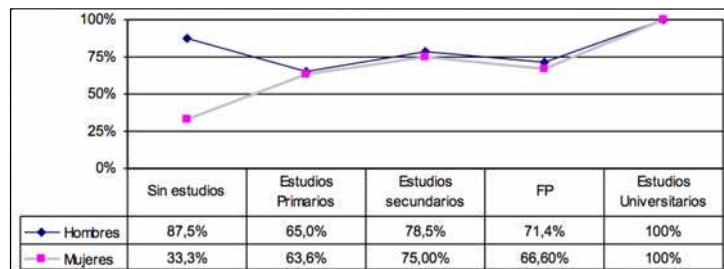 100%
75%
50%
25%
0%
Sin estudios
Estudios
Primarios
Estudios
secundarios
FP
Estudios
Universitarios
Hombres 87,5% 65,0% 78,5% 71,4% 100%
Mujeres 33,3% 63,6% 75,00% 66,60% 100%